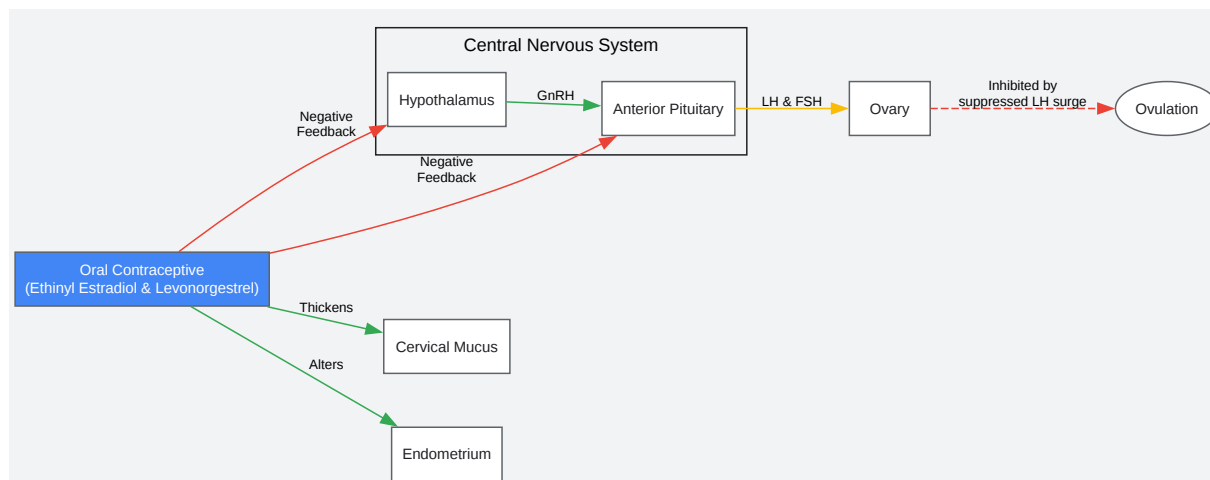 Central Nervous System
Hypothalamus
GnRH
Anterior Pituitary
LH & FSH
Ovary
Inhibited by
suppressed LH surge
Ovulation
Negative
Feedback
Negative
Feedback
Oral Contraceptive
(Ethinyl Estradiol & Levonorgestrel)
Thickens
Cervical Mucus
Alters
Endometrium